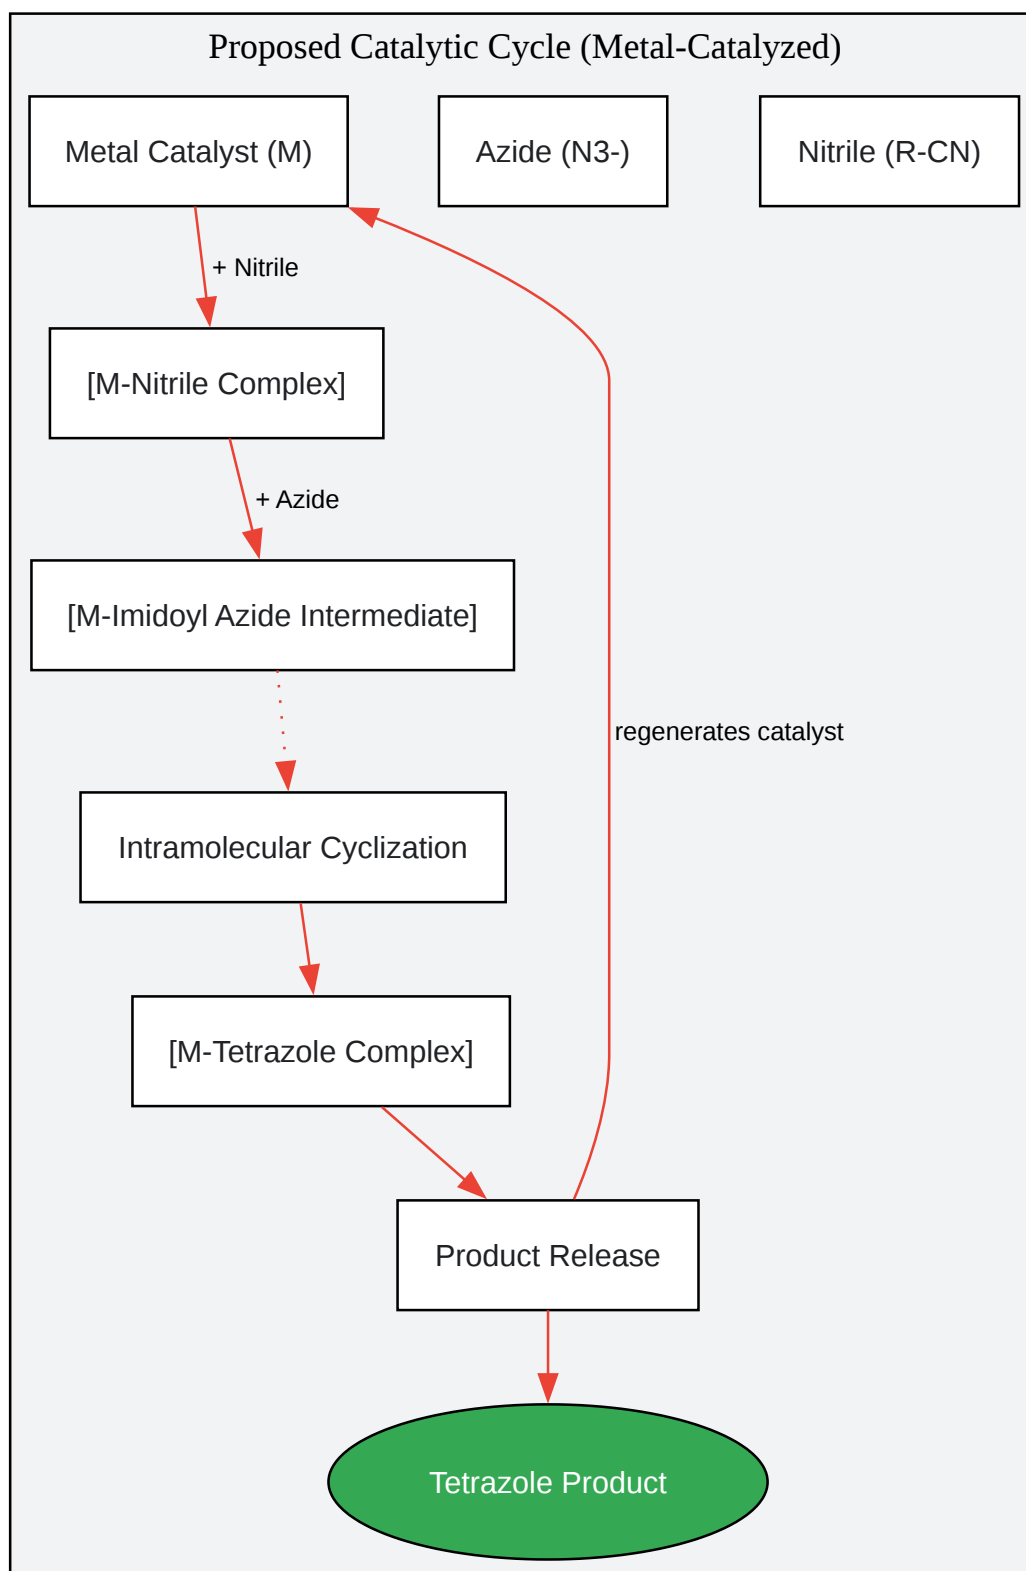 Proposed Catalytic Cycle (Metal-Catalyzed)
Metal Catalyst (M)
Azide (N3-)
Nitrile (R-CN)
+ Nitrile
[M-Nitrile Complex]
+ Azide
[M-Imidoyl Azide Intermediate]
regenerates catalyst
Intramolecular Cyclization
[M-Tetrazole Complex]
Product Release
Tetrazole Product